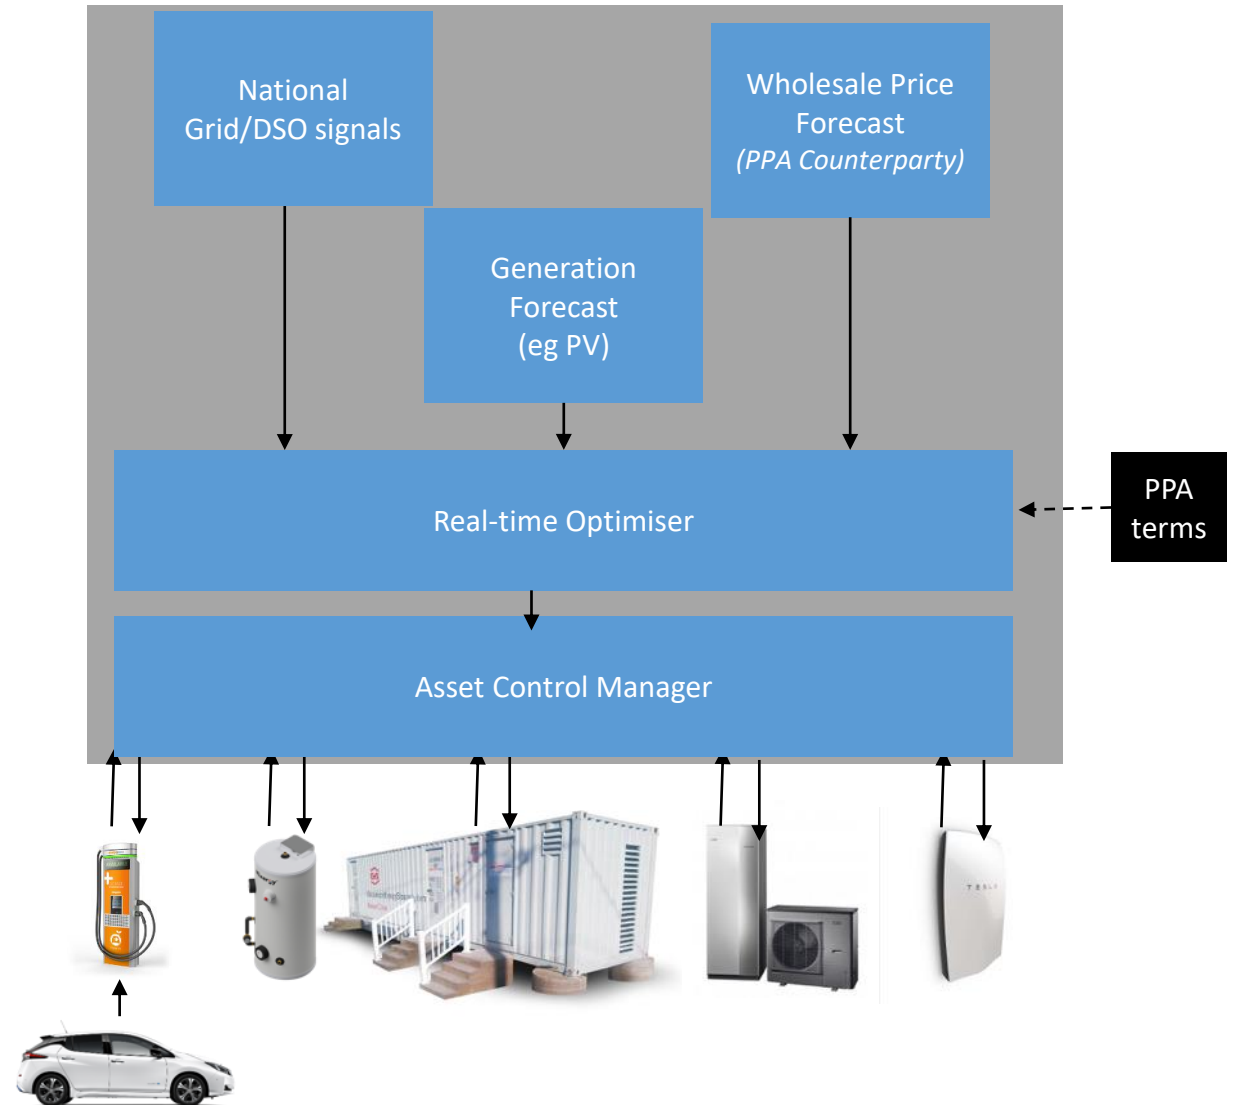 National
Grid/DSO signals
Wholesale Price
Forecast
(PPA Counterparty)
Generation
Forecast
(eg PV)
Real-time Optimiser
PPA
terms
Asset Control Manager
TESLA